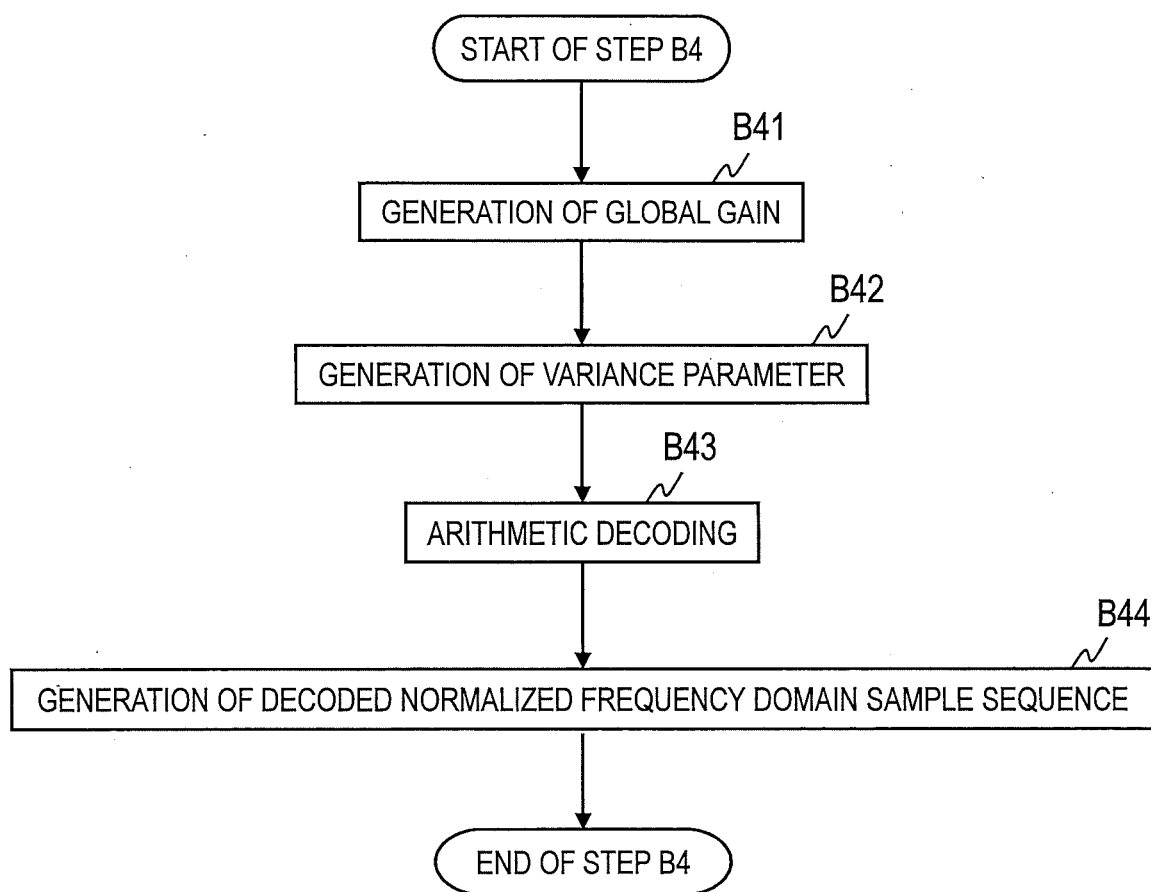 START OF STEP B4
B41
GENERATION OF GLOBAL GAIN
B42
GENERATION OF VARIANCE PARAMETER
B43
ARITHMETIC DECODING
B44
GENERATION OF DECODED NORMALIZED FREQUENCY DOMAIN SAMPLE SEQUENCE
END OF STEP B4